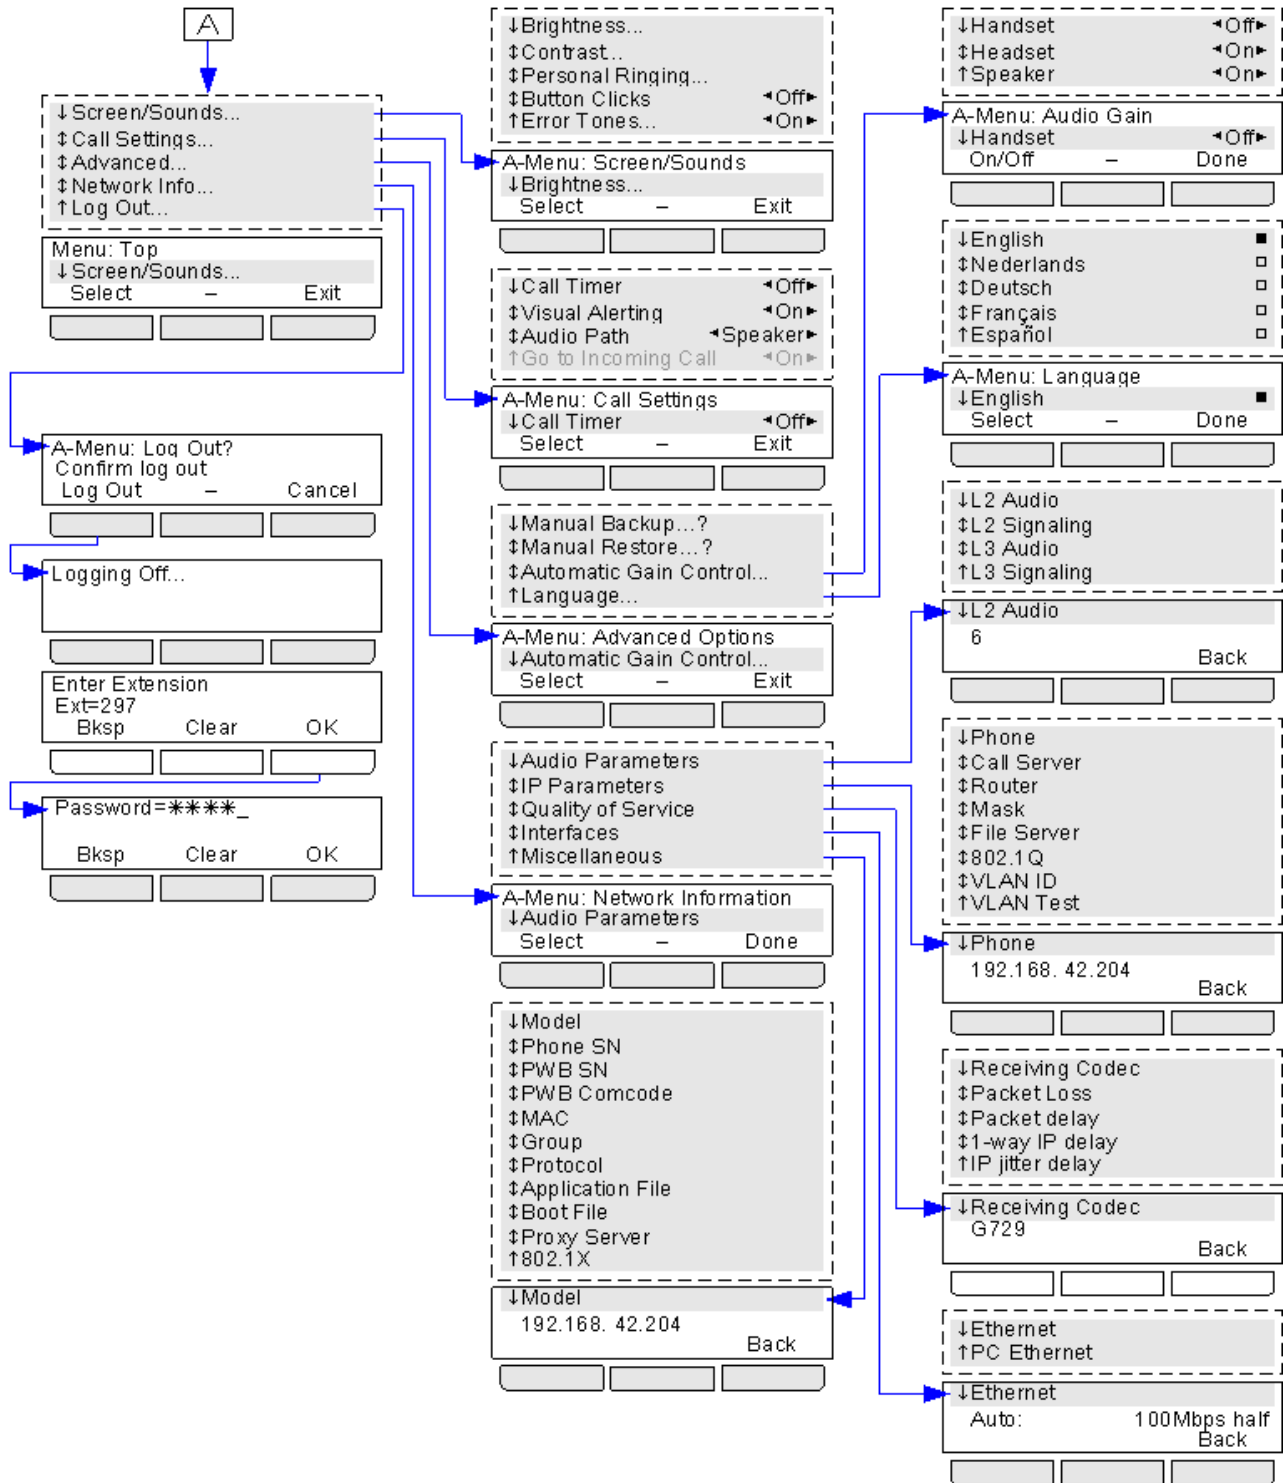 A
↓Screen/Sounds...
↕Call Settings...
↕Advanced...
↕Network Info...
↑Log Out...
Menu: Top
↓Screen/Sounds...
Select – Exit
A-Menu: Log Out?
Confirm log out
Log Out – Cancel
Logging Off...
Enter Extension
Ext=297
Bksp Clear OK
Password=****_
Bksp Clear OK
↓Brightness...
↕Contrast...
↕Personal Ringing...
↕Button Clicks ◄Off►
↑Error Tones... ◄On►
A-Menu: Screen/Sounds
↓Brightness...
Select – Exit
↓Call Timer ◄Off►
↕Visual Alerting ◄On►
↕Audio Path ◄Speaker►
↑Go to Incoming Call ◄On►
A-Menu: Call Settings
↓Call Timer ◄Off►
Select – Exit
↓Manual Backup...?
↕Manual Restore...?
↕Automatic Gain Control...
↑Language...
A-Menu: Advanced Options
↓Automatic Gain Control...
Select – Exit
↓Audio Parameters
↕IP Parameters
↕Quality of Service
↕Interfaces
↑Miscellaneous
A-Menu: Network Information
↓Audio Parameters
Select – Done
↓Model
↕Phone SN
↕PWB SN
↕PWB Comcode
↕MAC
↕Group
↕Protocol
↕Application File
↕Boot File
↕Proxy Server
↑802.1X
↓Model
192.168. 42.204
Back
↓Handset ◄Off►
↕Headset ◄On►
↑Speaker ◄On►
A-Menu: Audio Gain
↓Handset ◄Off►
On/Off – Done
↓English ■
↕Nederlands □
↕Deutsch □
↕Français □
↑Español □
A-Menu: Language
↓English ■
Select – Done
↓L2 Audio
↕L2 Signaling
↕L3 Audio
↑L3 Signaling
↓L2 Audio
6
Back
↓Phone
↕Call Server
↕Router
↕Mask
↕File Server
↕802.1Q
↕VLAN ID
↑VLAN Test
↓Phone
192.168. 42.204
Back
↓Receiving Codec
↕Packet Loss
↕Packet delay
↕1-way IP delay
↑IP jitter delay
↓Receiving Codec
G729
Back
↓Ethernet
↑PC Ethernet
↓Ethernet
Auto: 100Mbps half
Back